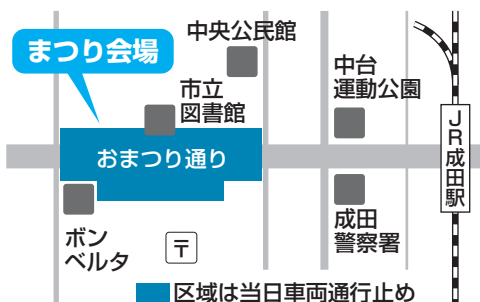 中央公民館
まつり会場
中台
運動公園
市立
図書館
おまつり通り
JR成田駅
ボン
ベルタ
〒
成田
警察署
区域は当日車両通行止め